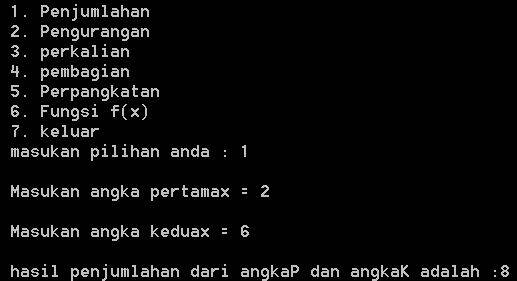 1. Penjumlahan
2. Pengurangan
3. perkalian
4. pembagian
5. Perpangkatan
6. Fungsi f(x)
7. keluar
masukan pilihan anda : 1
Masukan angka pertamax = 2
Masukan angka keduax = 6
hasil penjumlahan dari angkaP dan angkaK adalah :8